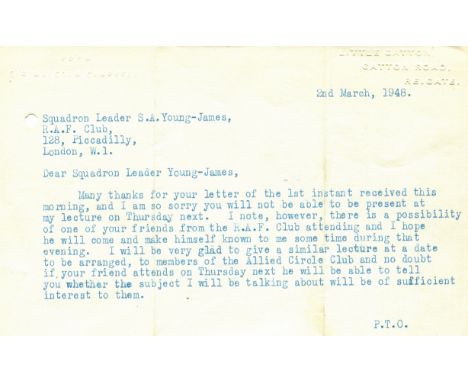 LITTLE GATTON,
GATTON ROAD,
REIGATE.
2nd March, 1948.
Squadron Leader S.A.Young-James,
R.A.F. Club,
128, Piccadilly,
London, W.1.
Dear Squadron Leader Young-James,
Many thanks for your letter of the 1st instant received this
morning, and I am so sorry you will not be able to be present at
my lecture on Thursday next. I note, however, there is a possibility
of one of your friends from the R.A.F. Club attending and I hope
he will come and make himself known to me some time during that
evening. I will be very glad to give a similar lecture at a date
to be arranged, to members of the Allied Circle Club and no doubt
if your friend attends on Thursday next he will be able to tell
you whether the subject I will be talking about will be of sufficient
interest to them.
P.T.O.